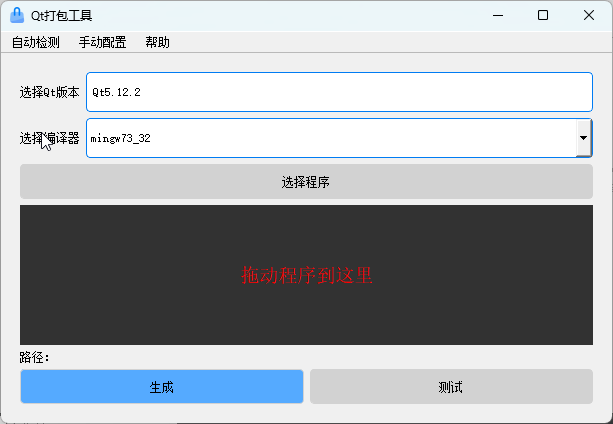 Qt打包工具
自动检测 手动配置 帮助
选择Qt版本 Qt5.12.2
选择编译器 mingw73_32
选择程序
拖动程序到这里
路径：
生成 测试